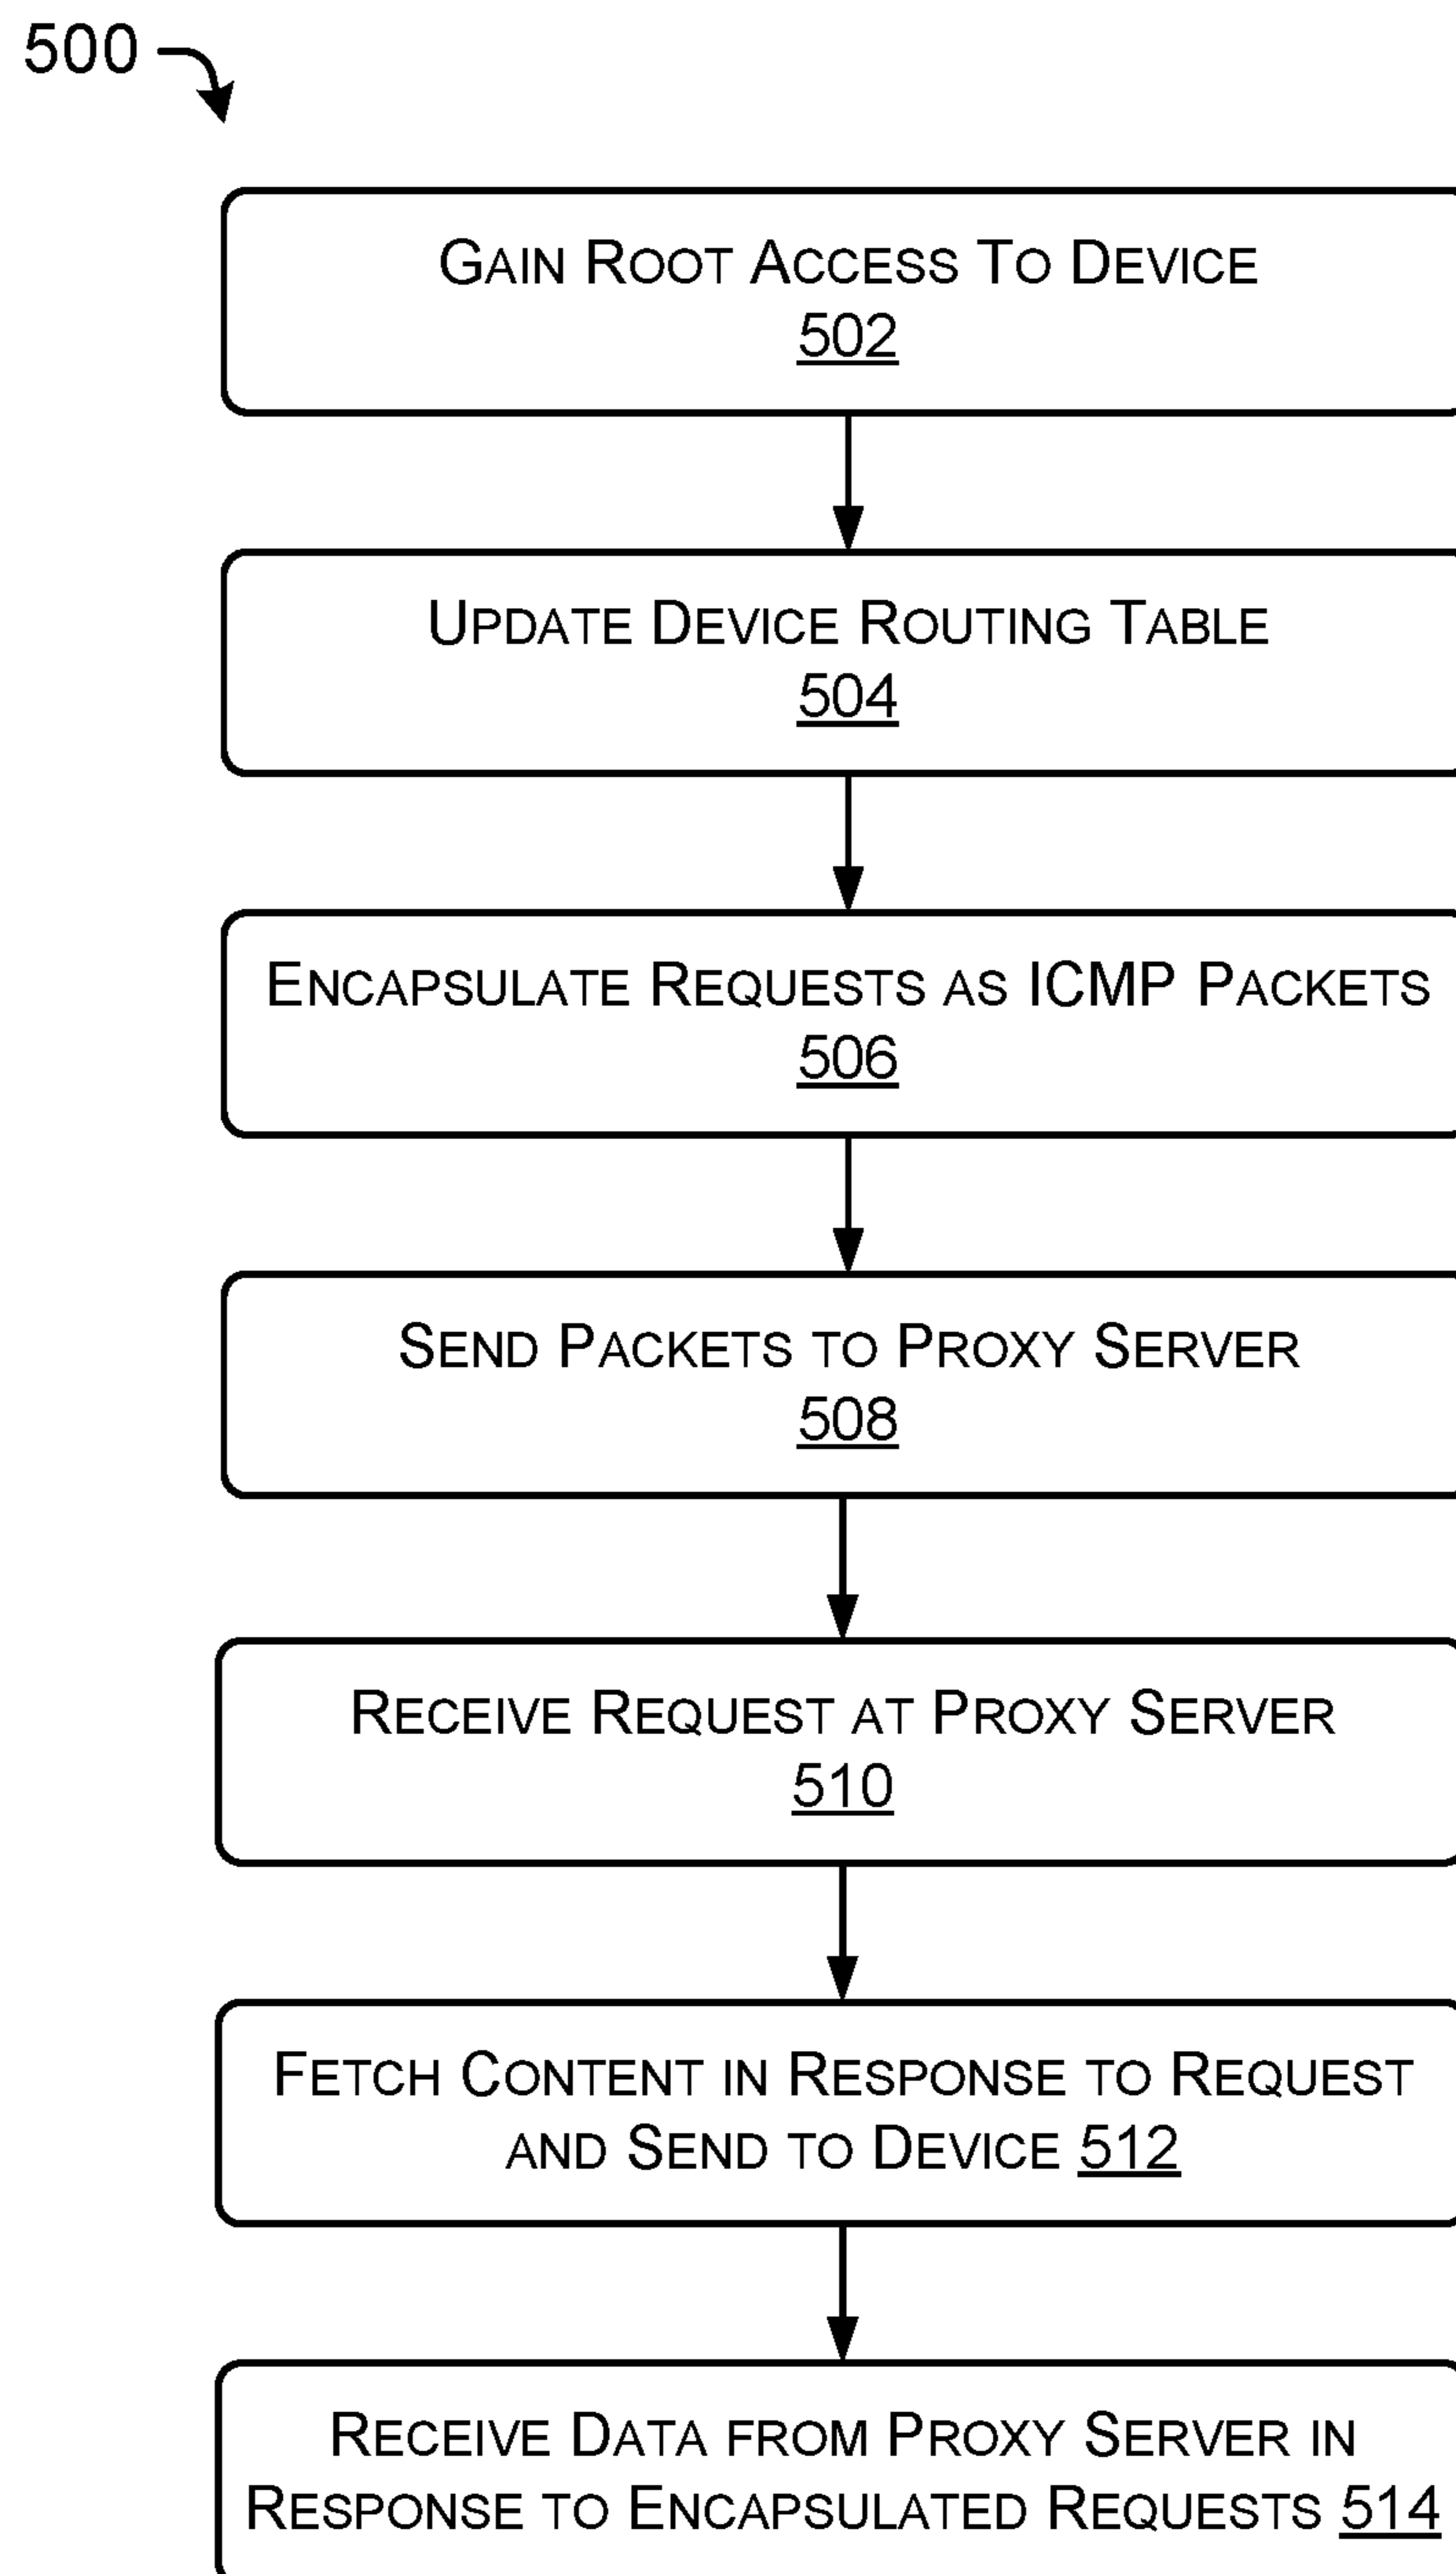 500
GAIN ROOT ACCESS TO DEVICE
502
UPDATE DEVICE ROUTING TABLE
504
ENCAPSULATE REQUESTS AS ICMP PACKETS
506
SEND PACKETS TO PROXY SERVER
508
RECEIVE REQUEST AT PROXY SERVER
510
FETCH CONTENT IN RESPONSE TO REQUEST
AND SEND TO DEVICE 512
RECEIVE DATA FROM PROXY SERVER IN
RESPONSE TO ENCAPSULATED REQUESTS 514